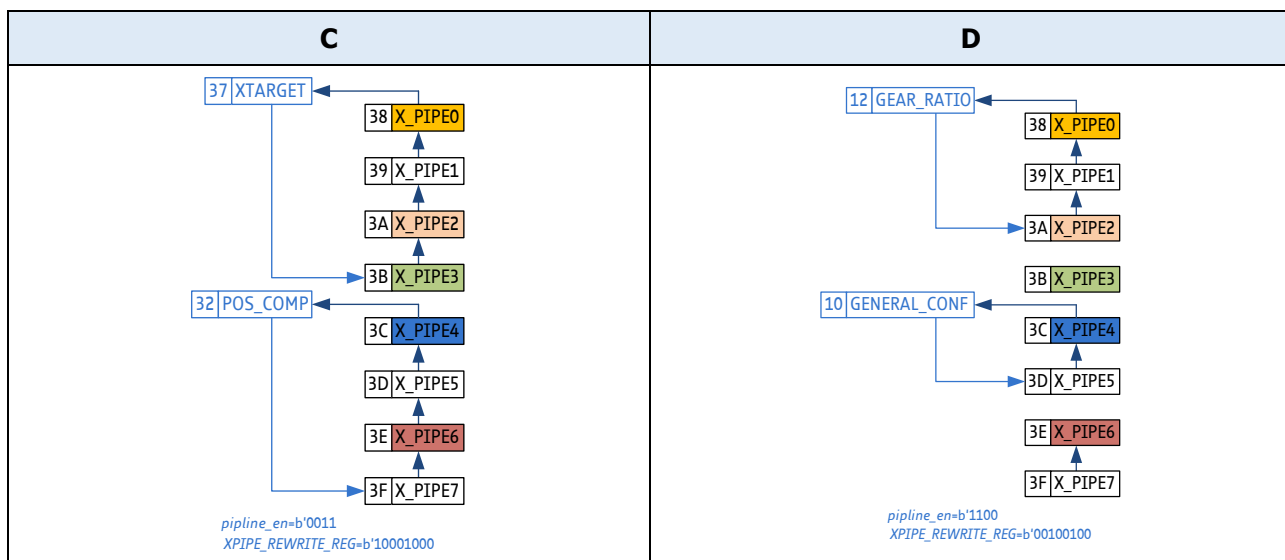 C
D
37 XTARGET
38 X_PIPE0
39 X_PIPE1
3A X_PIPE2
3B X_PIPE3
32 POS_COMP
3C X_PIPE4
3D X_PIPE5
3E X_PIPE6
3F X_PIPE7
pipline_en=b'0011
XPIPE_REWRITE_REG=b'10001000
12 GEAR_RATIO
38 X_PIPE0
39 X_PIPE1
3A X_PIPE2
3B X_PIPE3
10 GENERAL_CONF
3C X_PIPE4
3D X_PIPE5
3E X_PIPE6
3F X_PIPE7
pipline_en=b'1100
XPIPE_REWRITE_REG=b'00100100